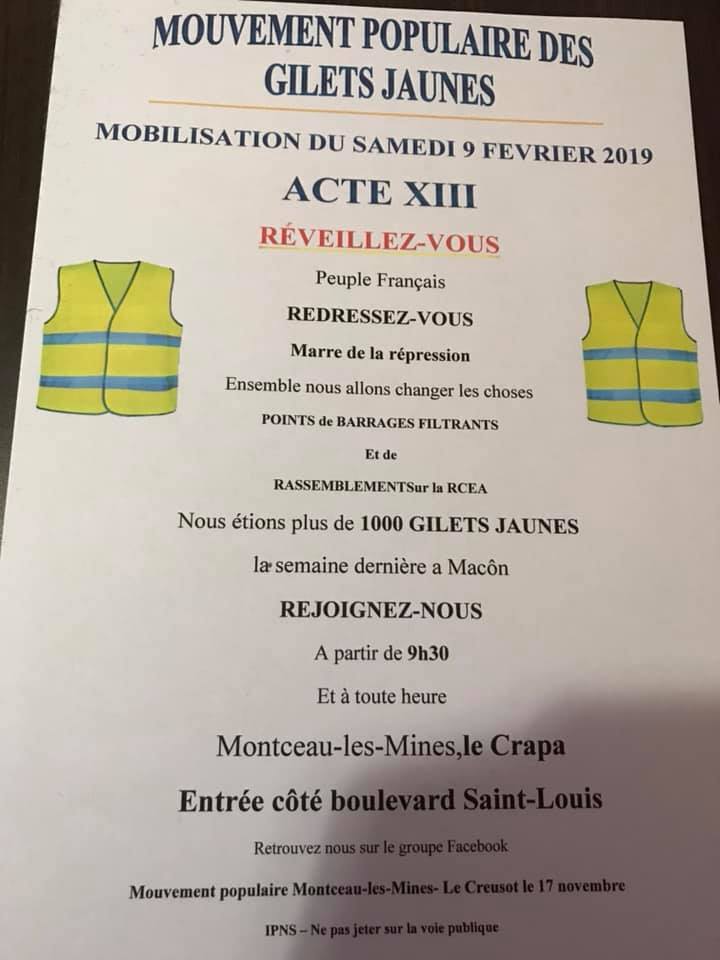 MOUVEMENT POPULAIRE DES
GILETS JAUNES
MOBILISATION DU SAMEDI 9 FEVRIER 2019
ACTE XIII
RÉVEILLEZ-VOUS
Peuple Français
REDRESSEZ-VOUS
Marre de la répression
Ensemble nous allons changer les choses
POINTS de BARRAGES FILTRANTS
Et de
RASSEMBLEMENTSur la RCEA
Nous étions plus de 1000 GILETS JAUNES
la semaine dernière a Macôn
REJOIGNEZ-NOUS
A partir de 9h30
Et à toute heure
Montceau-les-Mines,le Crapa
Entrée côté boulevard Saint-Louis
Retrouvez nous sur le groupe Facebook
Mouvement populaire Montceau-les-Mines- Le Creusot le 17 novembre
IPNS – Ne pas jeter sur la voie publique